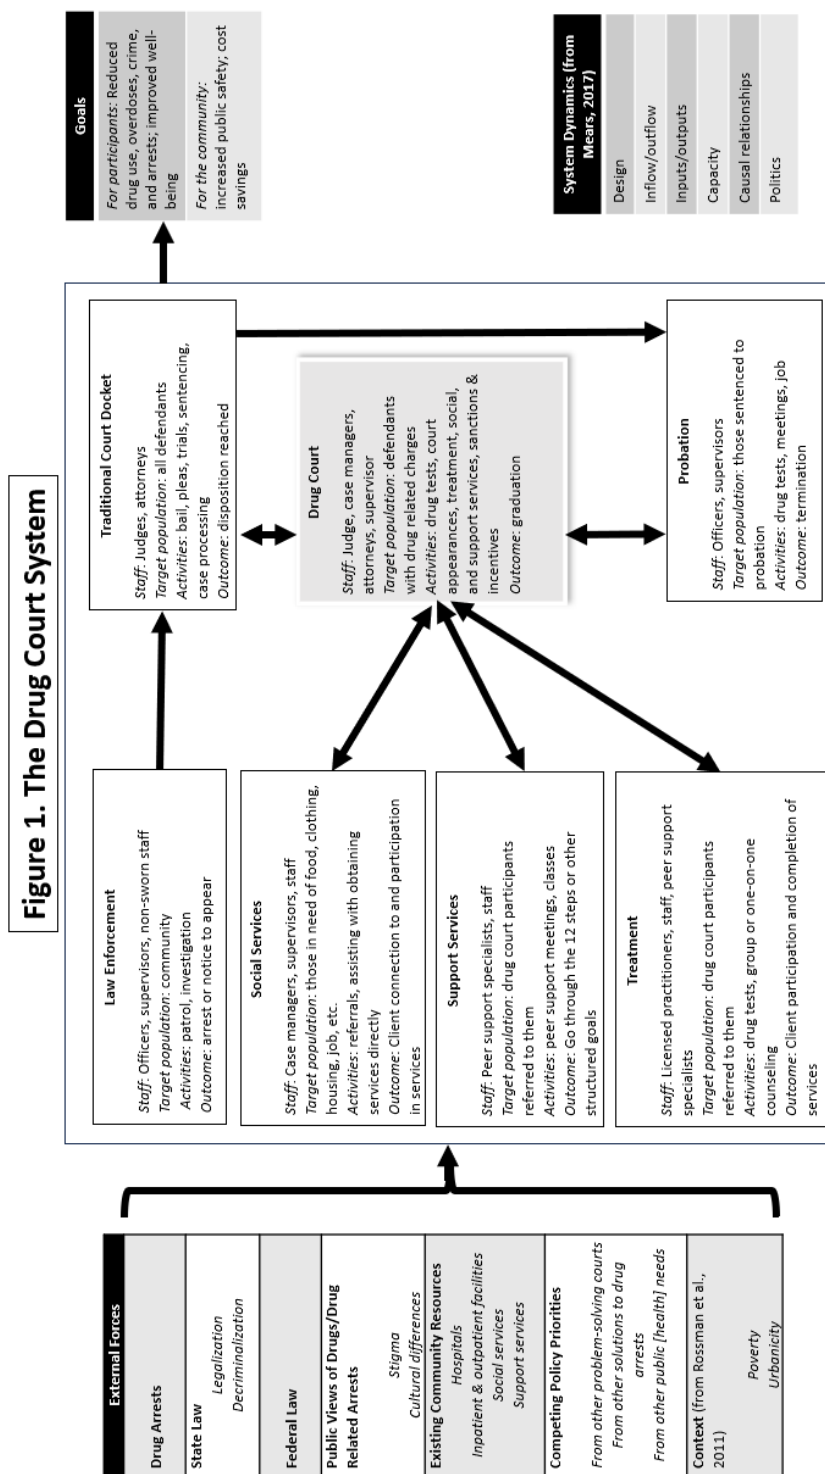 Figure 1. The Drug Court System
External Forces
Drug Arrests
State Law
Legalization
Decriminalization
Federal Law
Public Views of Drugs/Drug
Related Arrests
Stigma
Cultural differences
Existing Community Resources
Hospitals
Inpatient & outpatient facilities
Social services
Support services
Competing Policy Priorities
From other problem-solving courts
From other solutions to drug
arrests
From other public [health] needs
Context (from Rossman et al.,
2011)
Poverty
Urbanicity
Law Enforcement
Staff: Officers, supervisors, non-sworn staff
Target population: community
Activities: patrol, investigation
Outcome: arrest or notice to appear
Social Services
Staff: Case managers, supervisors, staff
Target population: those in need of food, clothing,
housing, job, etc.
Activities: referrals, assisting with obtaining
services directly
Outcome: Client connection to and participation
in services
Support Services
Staff: Peer support specialists, staff
Target population: drug court participants
referred to them
Activities: peer support meetings, classes
Outcome: Go through the 12 steps or other
structured goals
Treatment
Staff: Licensed practitioners, staff, peer support
specialists
Target population: drug court participants
referred to them
Activities: drug tests, group or one-on-one
counseling
Outcome: Client participation and completion of
services
Traditional Court Docket
Staff: Judges, attorneys
Target population: all defendants
Activities: bail, pleas, trials, sentencing,
case processing
Outcome: disposition reached
Drug Court
Staff: Judge, case managers,
attorneys, supervisor
Target population: defendants
with drug related charges
Activities: drug tests, court
appearances, treatment, social,
and support services, sanctions &
incentives
Outcome: graduation
Probation
Staff: Officers, supervisors
Target population: those sentenced to
probation
Activities: drug tests, meetings, job
Outcome: termination
Goals
For participants: Reduced
drug use, overdoses, crime,
and arrests; improved well-
being
For the community:
increased public safety; cost
savings
System Dynamics (from
Mears, 2017)
Design
Inflow/outflow
Inputs/outputs
Capacity
Causal relationships
Politics